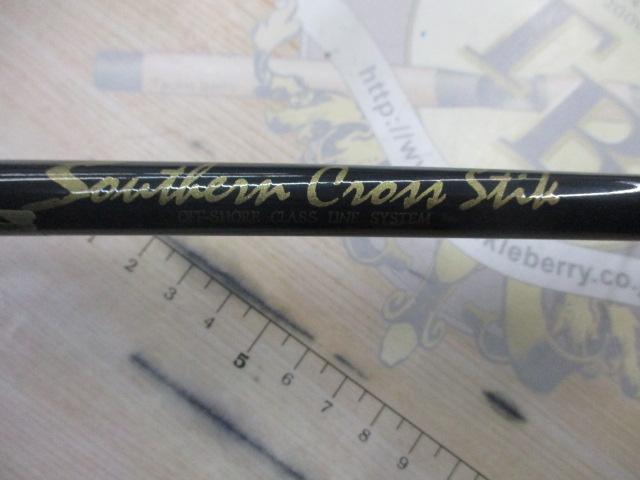 Southern Cross Stik
OFF-SHORE CLASS LINE SYSTEM
http://w
kleberry.co.
1
2
3
4
5
6
7
8
9